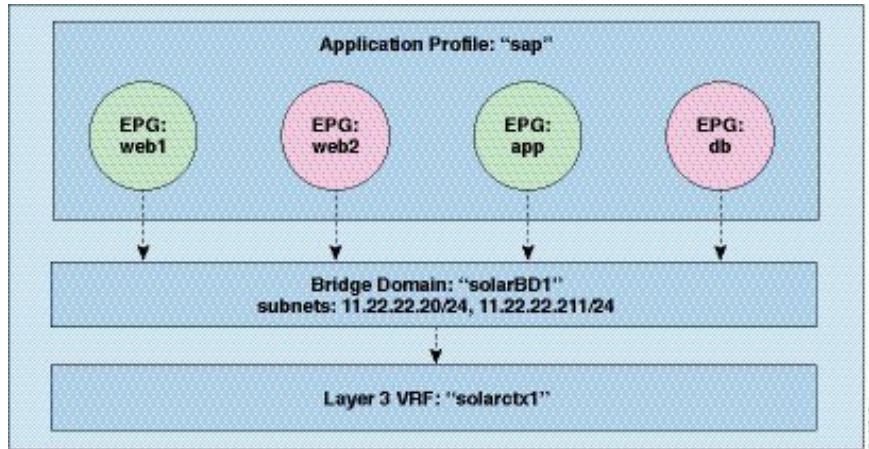 Application Profile: “sap”
EPG:
web1
EPG:
web2
EPG:
app
EPG:
db
Bridge Domain: “solarBD1”
subnets: 11.22.22.20/24, 11.22.22.211/24
Layer 3 VRF: “solarctx1”